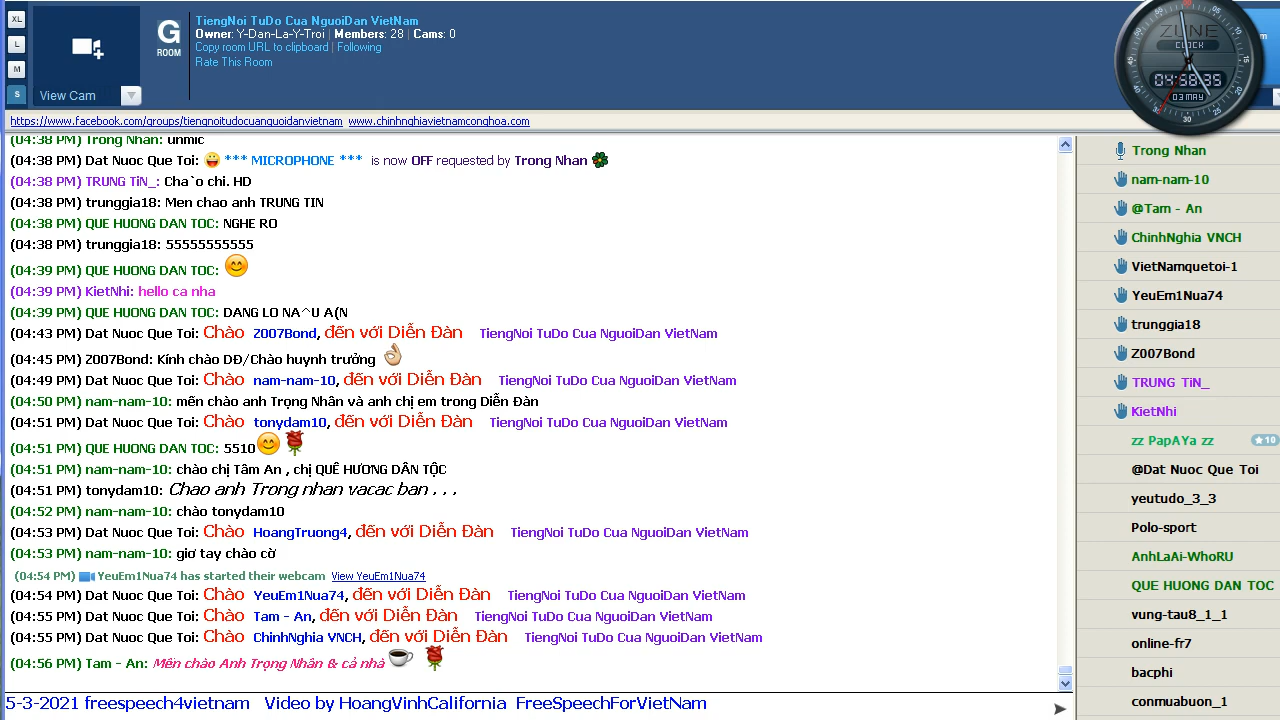 XL
L
M
S
View Cam
G
ROOM
TiengNoi TuDo Cua NguoiDan VietNam
Owner: Y-Dan-La-Y-Troi | Members: 28 | Cams: 0
Copy room URL to clipboard | Following
Rate This Room
ZUNE
CLOCK
04:58:35
03 MAY
https://www.facebook.com/groups/tiengnoitudocuanguoidanvietnam www.chinhnghiavietnamconghoa.com
(04:38 PM) Trong Nhan: unmic
(04:38 PM) Dat Nuoc Que Toi: 😀 *** MICROPHONE *** is now OFF requested by Trong Nhan 🍀
(04:38 PM) TRUNG TiN_: Cha`o chi. HD
(04:38 PM) trunggia18: Men chao anh TRUNG TIN
(04:38 PM) QUE HUONG DAN TOC: NGHE RO
(04:38 PM) trunggia18: 55555555555
(04:39 PM) QUE HUONG DAN TOC: 😊
(04:39 PM) KietNhi: hello ca nha
(04:39 PM) QUE HUONG DAN TOC: DANG LO NA^U A(N
(04:43 PM) Dat Nuoc Que Toi: Chào Z007Bond, đến với Diễn Đàn TiengNoi TuDo Cua NguoiDan VietNam
(04:45 PM) Z007Bond: Kính chào DĐ/Chào huynh trưởng 👌
(04:49 PM) Dat Nuoc Que Toi: Chào nam-nam-10, đến với Diễn Đàn TiengNoi TuDo Cua NguoiDan VietNam
(04:50 PM) nam-nam-10: mến chào anh Trọng Nhân và anh chị em trong Diễn Đàn
(04:51 PM) Dat Nuoc Que Toi: Chào tonydam10, đến với Diễn Đàn TiengNoi TuDo Cua NguoiDan VietNam
(04:51 PM) QUE HUONG DAN TOC: 5510😊🌹
(04:51 PM) nam-nam-10: chào chị Tâm An , chị QUÊ HƯƠNG DÂN TỘC
(04:51 PM) tonydam10: Chao anh Trong nhan vacac ban . . .
(04:52 PM) nam-nam-10: chào tonydam10
(04:53 PM) Dat Nuoc Que Toi: Chào HoangTruong4, đến với Diễn Đàn TiengNoi TuDo Cua NguoiDan VietNam
(04:53 PM) nam-nam-10: giơ tay chào cờ
(04:54 PM) YeuEm1Nua74 has started their webcam View YeuEm1Nua74
(04:54 PM) Dat Nuoc Que Toi: Chào YeuEm1Nua74, đến với Diễn Đàn TiengNoi TuDo Cua NguoiDan VietNam
(04:55 PM) Dat Nuoc Que Toi: Chào Tam - An, đến với Diễn Đàn TiengNoi TuDo Cua NguoiDan VietNam
(04:55 PM) Dat Nuoc Que Toi: Chào ChinhNghia VNCH, đến với Diễn Đàn TiengNoi TuDo Cua NguoiDan VietNam
(04:56 PM) Tam - An: Mến chào Anh Trọng Nhân & cả nhà ☕ 🌹
5-3-2021 freespeech4vietnam Video by HoangVinhCalifornia FreeSpeechForVietNam
Trong Nhan
nam-nam-10
@Tam - An
ChinhNghia VNCH
VietNamquetoi-1
YeuEm1Nua74
trunggia18
Z007Bond
TRUNG TiN_
KietNhi
zz PapAYa zz ★10
@Dat Nuoc Que Toi
yeutudo_3_3
Polo-sport
AnhLaAi-WhoRU
QUE HUONG DAN TOC
vung-tau8_1_1
online-fr7
bacphi
conmuabuon_1